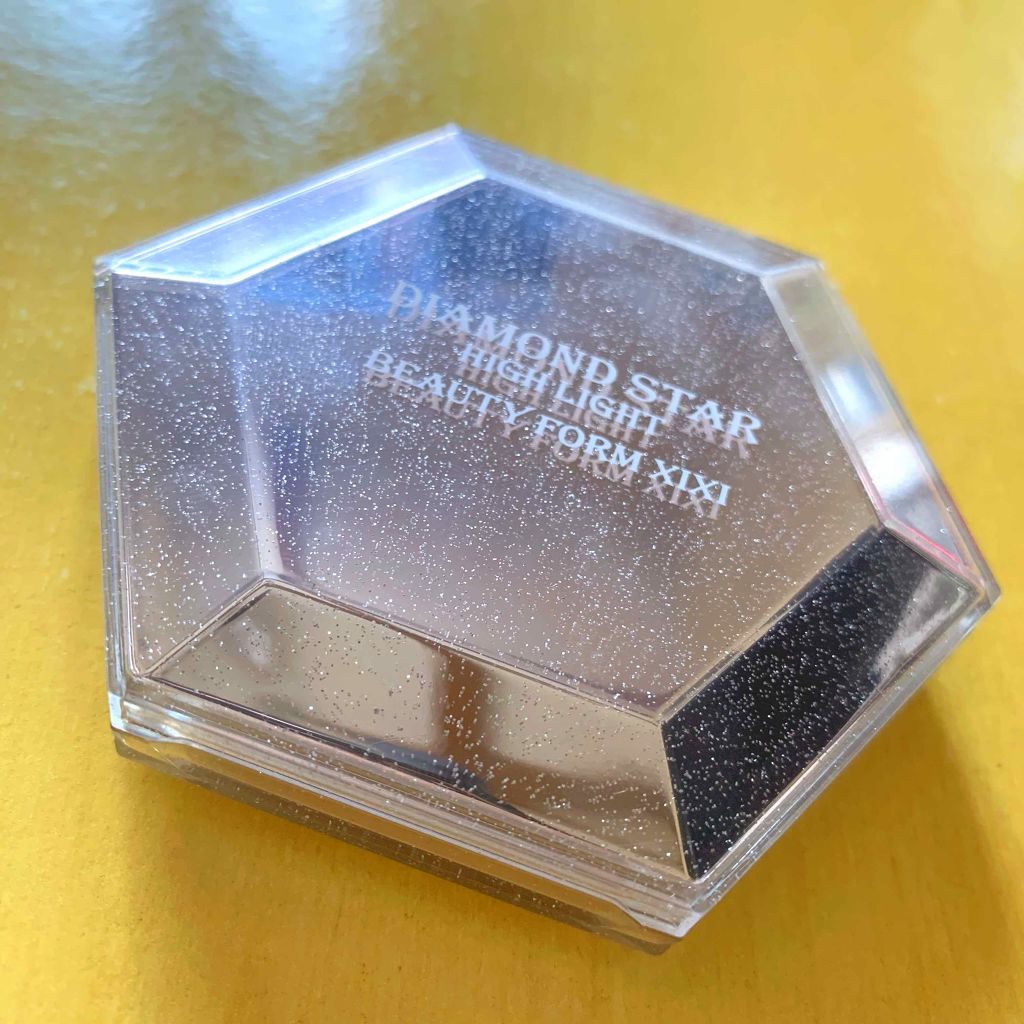 DIAMOND STAR
HIGH LIGHT
BEAUTY FORM XIXI